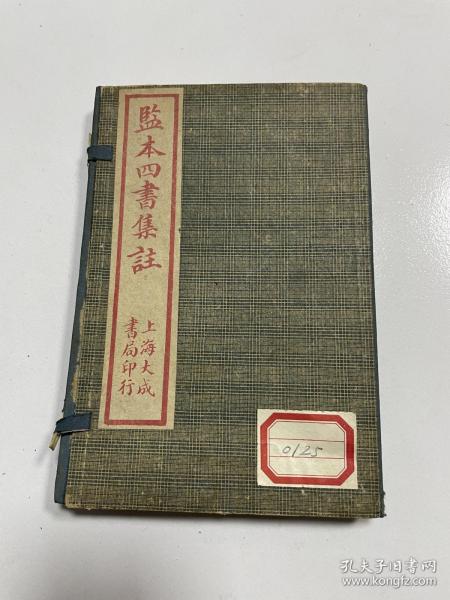 監本四書集註
上海大成
書局印行
0125
孔夫子旧书网
www.kongfz.com